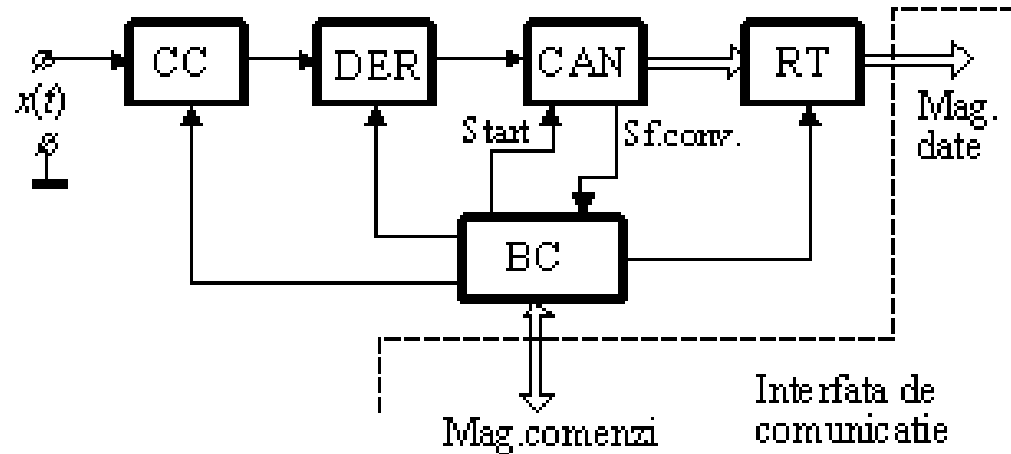 CC
DER
CAN
RT
x(t)
Mag.
date
Start
Sf.conv.
BC
Interfata de
comunicatie
Mag.comenzi